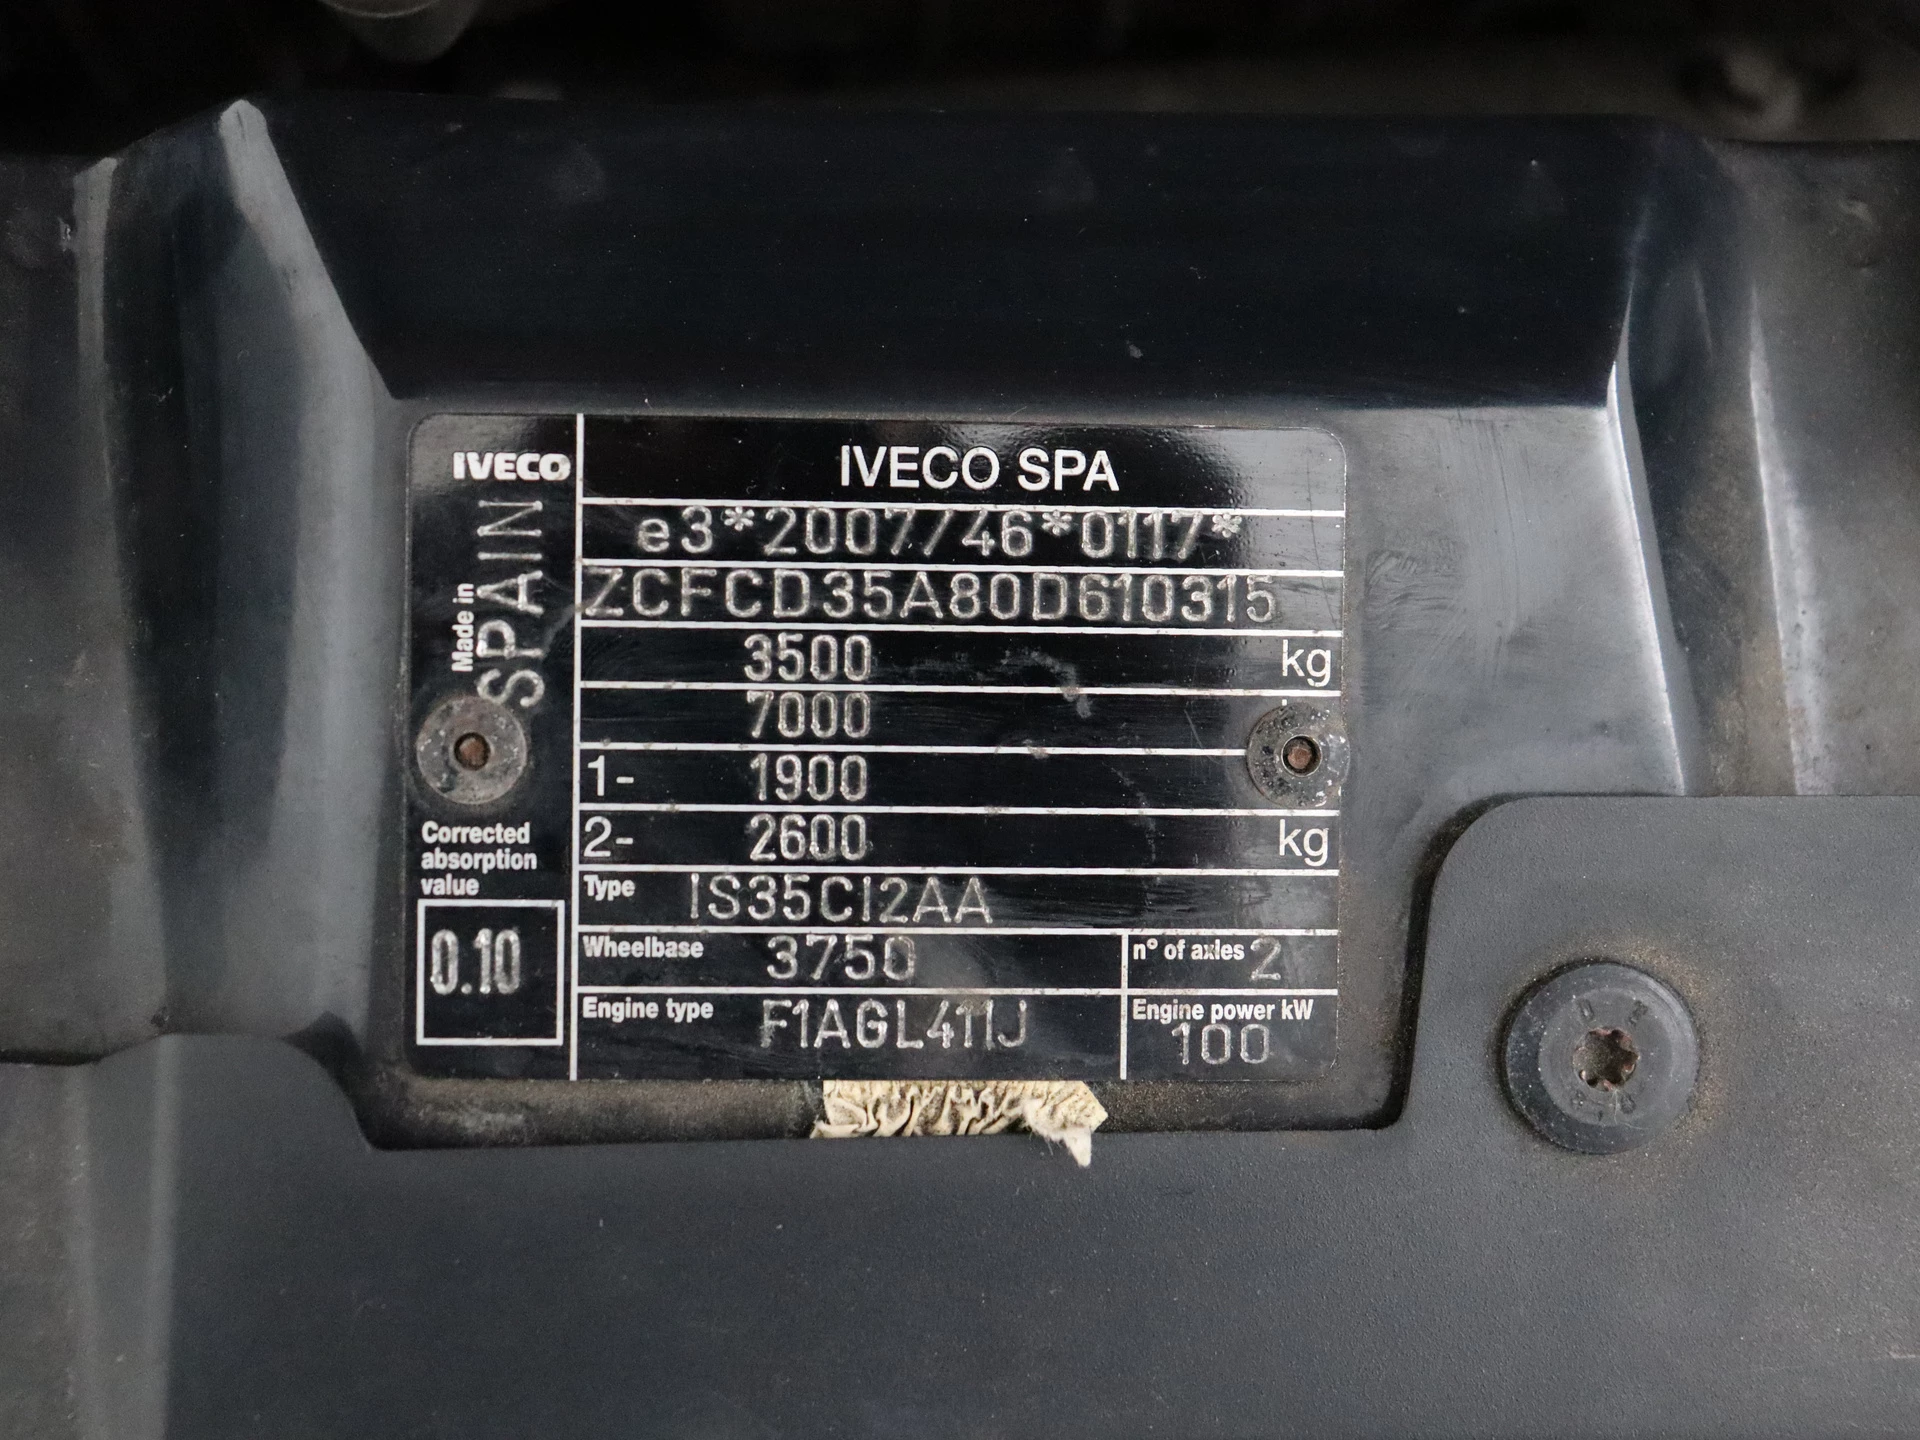 IVECO
Made in
SPAIN
Corrected
absorption
value
0.10
IVECO SPA
e3*2007/46*0117*
ZCFCD35A80D610315
3500 kg
7000
1- 1900
2- 2600 kg
Type IS35CI2AA
Wheelbase 3750
n° of axles 2
Engine type F1AGL411J
Engine power kW
100